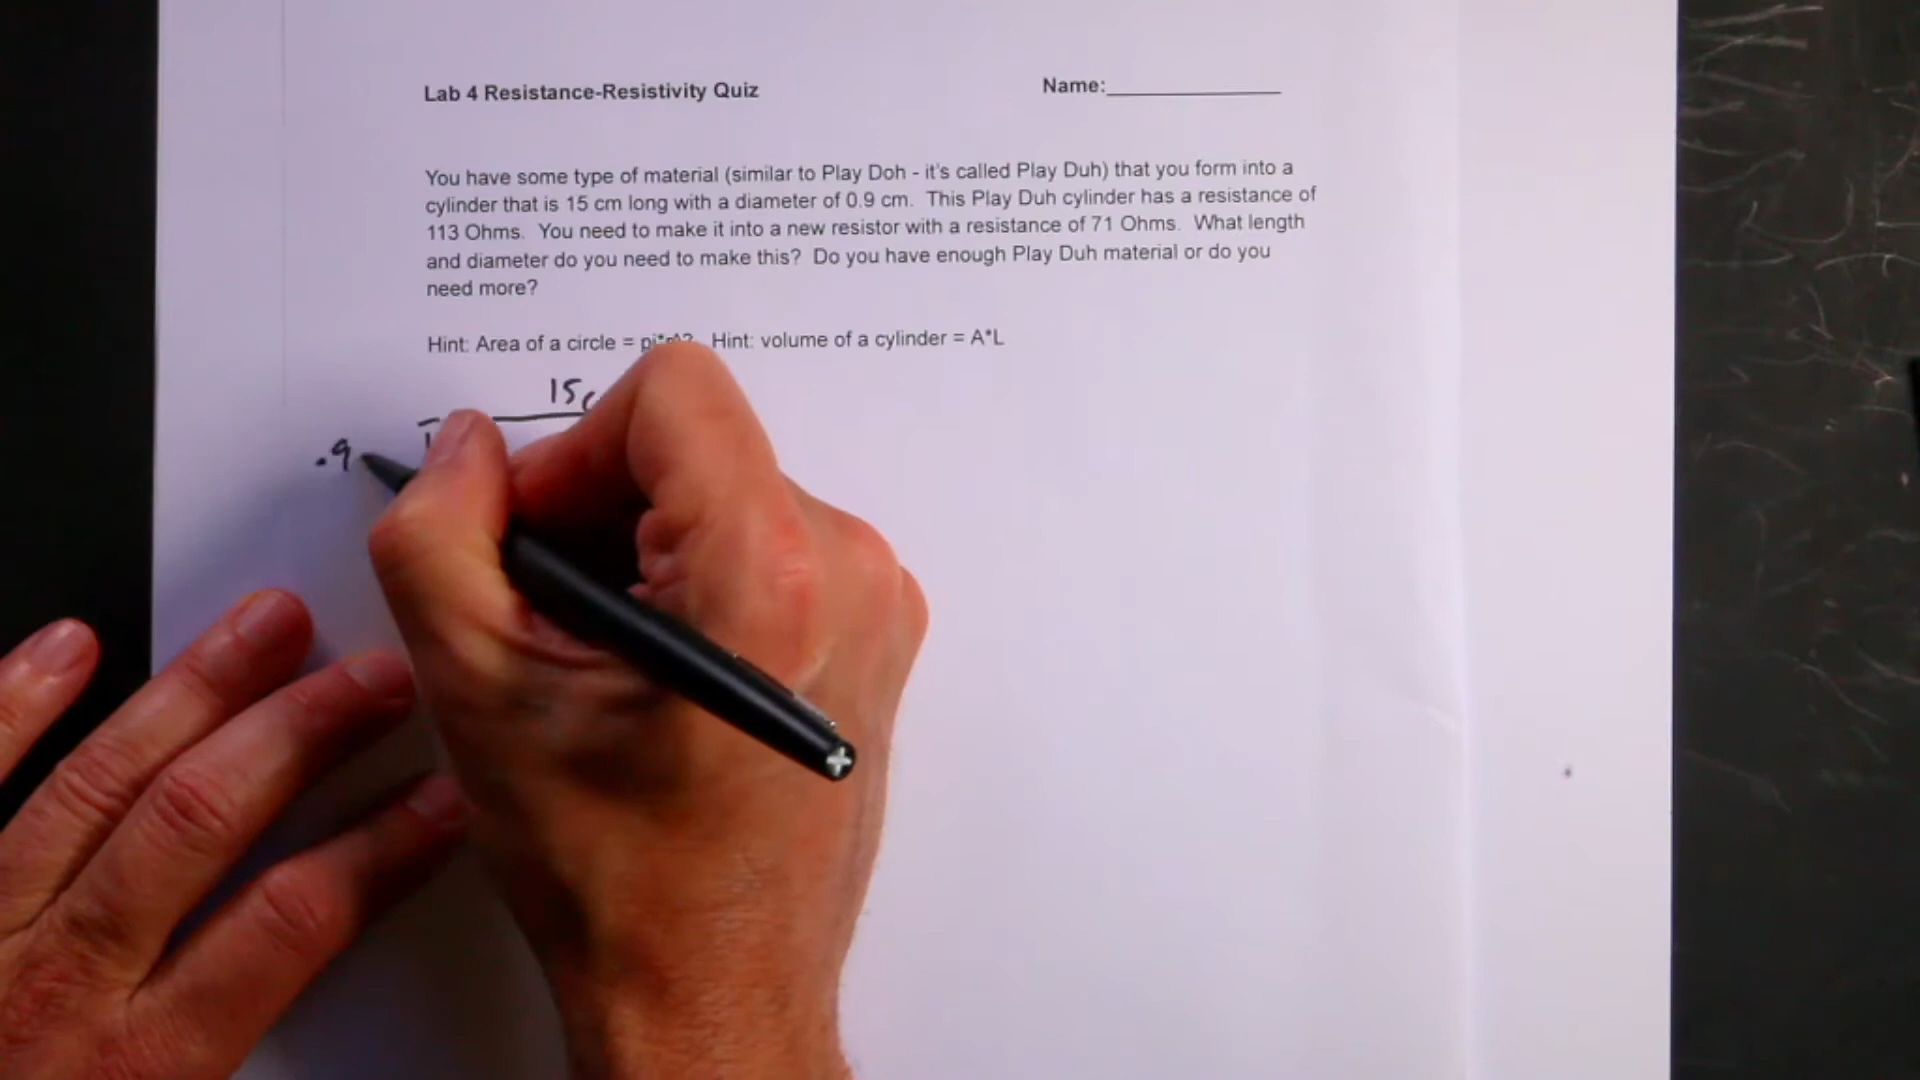 Lab 4 Resistance-Resistivity Quiz Name:
You have some type of material (similar to Play Doh - it's called Play Duh) that you form into a
cylinder that is 15 cm long with a diameter of 0.9 cm. This Play Duh cylinder has a resistance of
113 Ohms. You need to make it into a new resistor with a resistance of 71 Ohms. What length
and diameter do you need to make this? Do you have enough Play Duh material or do you
need more?
Hint: Area of a circle = Hint: volume of a cylinder = A*L
15
.9